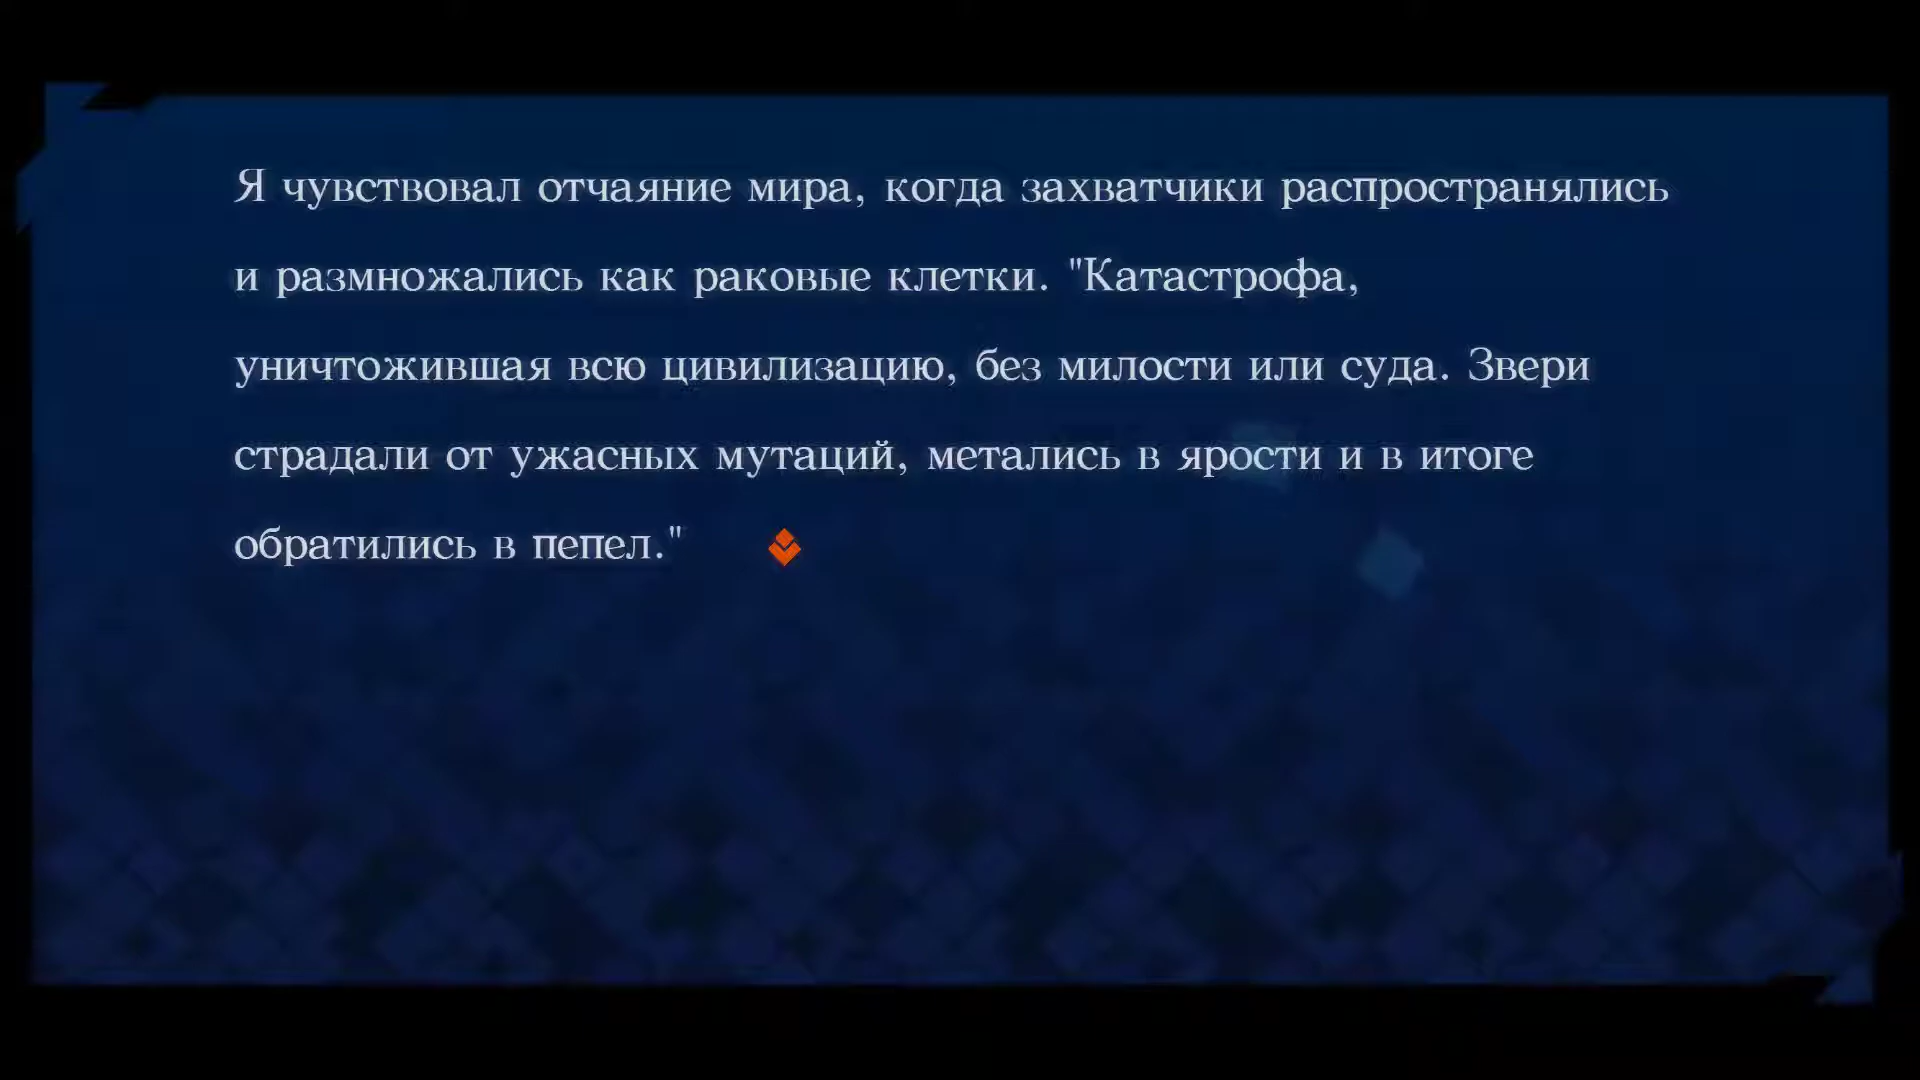 Я чувствовал отчаяние мира, когда захватчики распространялись
и размножались как раковые клетки. "Катастрофа,
уничтожившая всю цивилизацию, без милости или суда. Звери
страдали от ужасных мутаций, метались в ярости и в итоге
обратились в пепел."